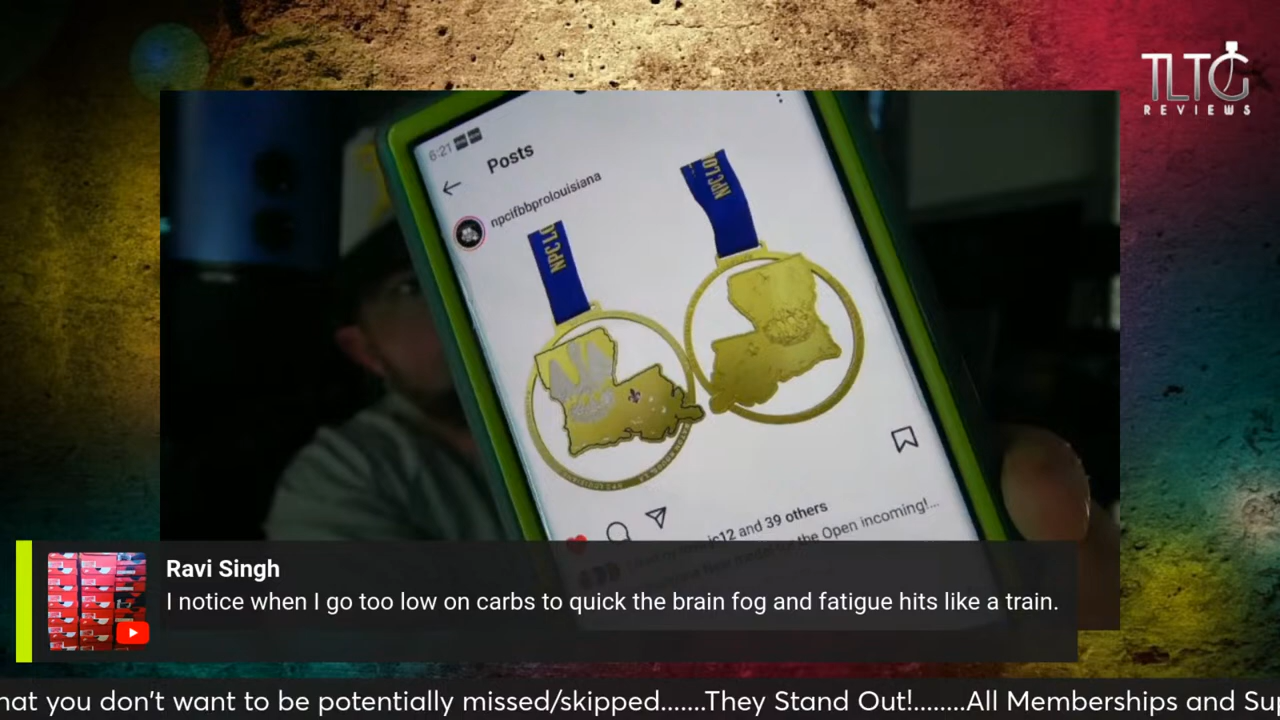 TLTG
REVIEWS
6:21
Posts
npcifbbprolouisiana
NPC LO
NPC LO
jc12 and 39 others
the Open incoming!...
Ravi Singh
I notice when I go too low on carbs to quick the brain fog and fatigue hits like a train.
hat you don't want to be potentially missed/skipped.......They Stand Out!........All Memberships and Su